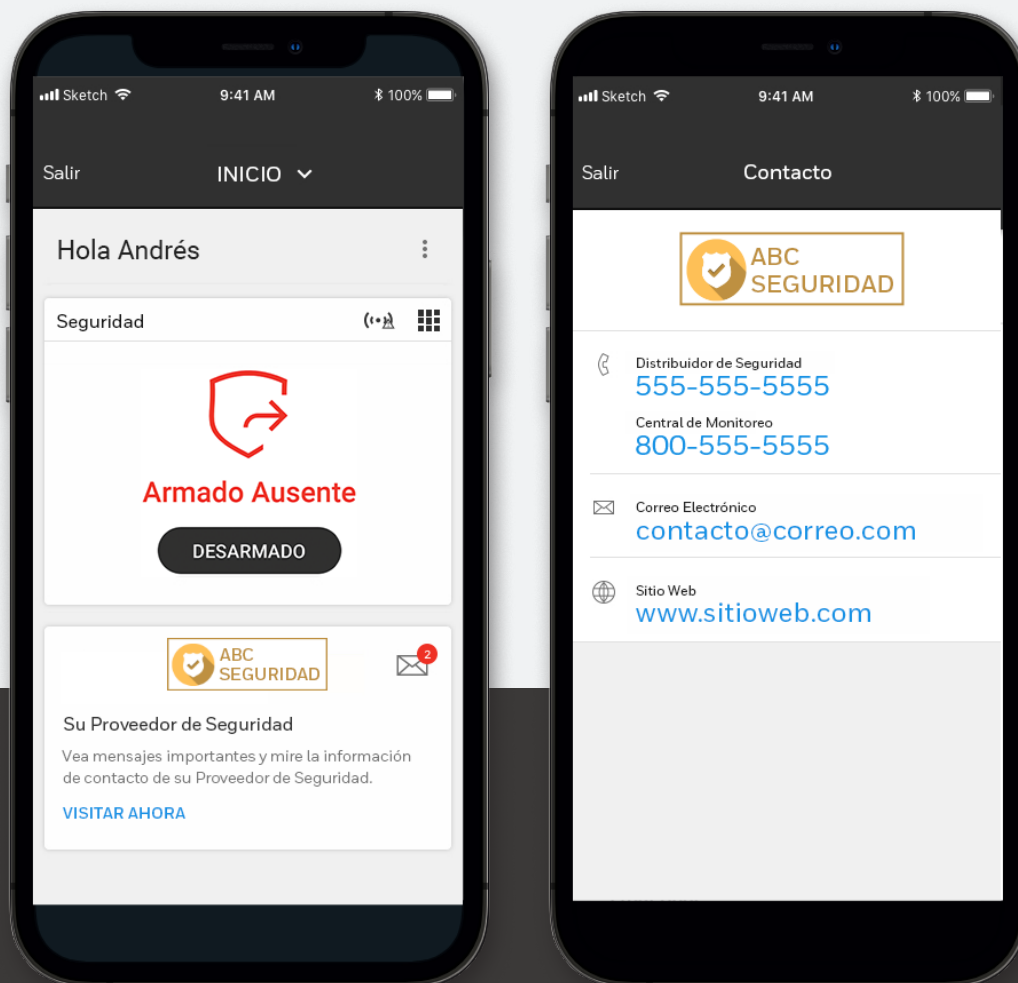 Sketch
9:41 AM
100%
Salir
INICIO
Hola Andrés
Seguridad
Armado Ausente
DESARMADO
ABC
SEGURIDAD
2
Su Proveedor de Seguridad
Vea mensajes importantes y mire la información
de contacto de su Proveedor de Seguridad.
VISITAR AHORA
Sketch
9:41 AM
100%
Salir
Contacto
ABC
SEGURIDAD
Distribuidor de Seguridad
555-555-5555
Central de Monitoreo
800-555-5555
Correo Electrónico
contacto@correo.com
Sitio Web
www.sitioweb.com